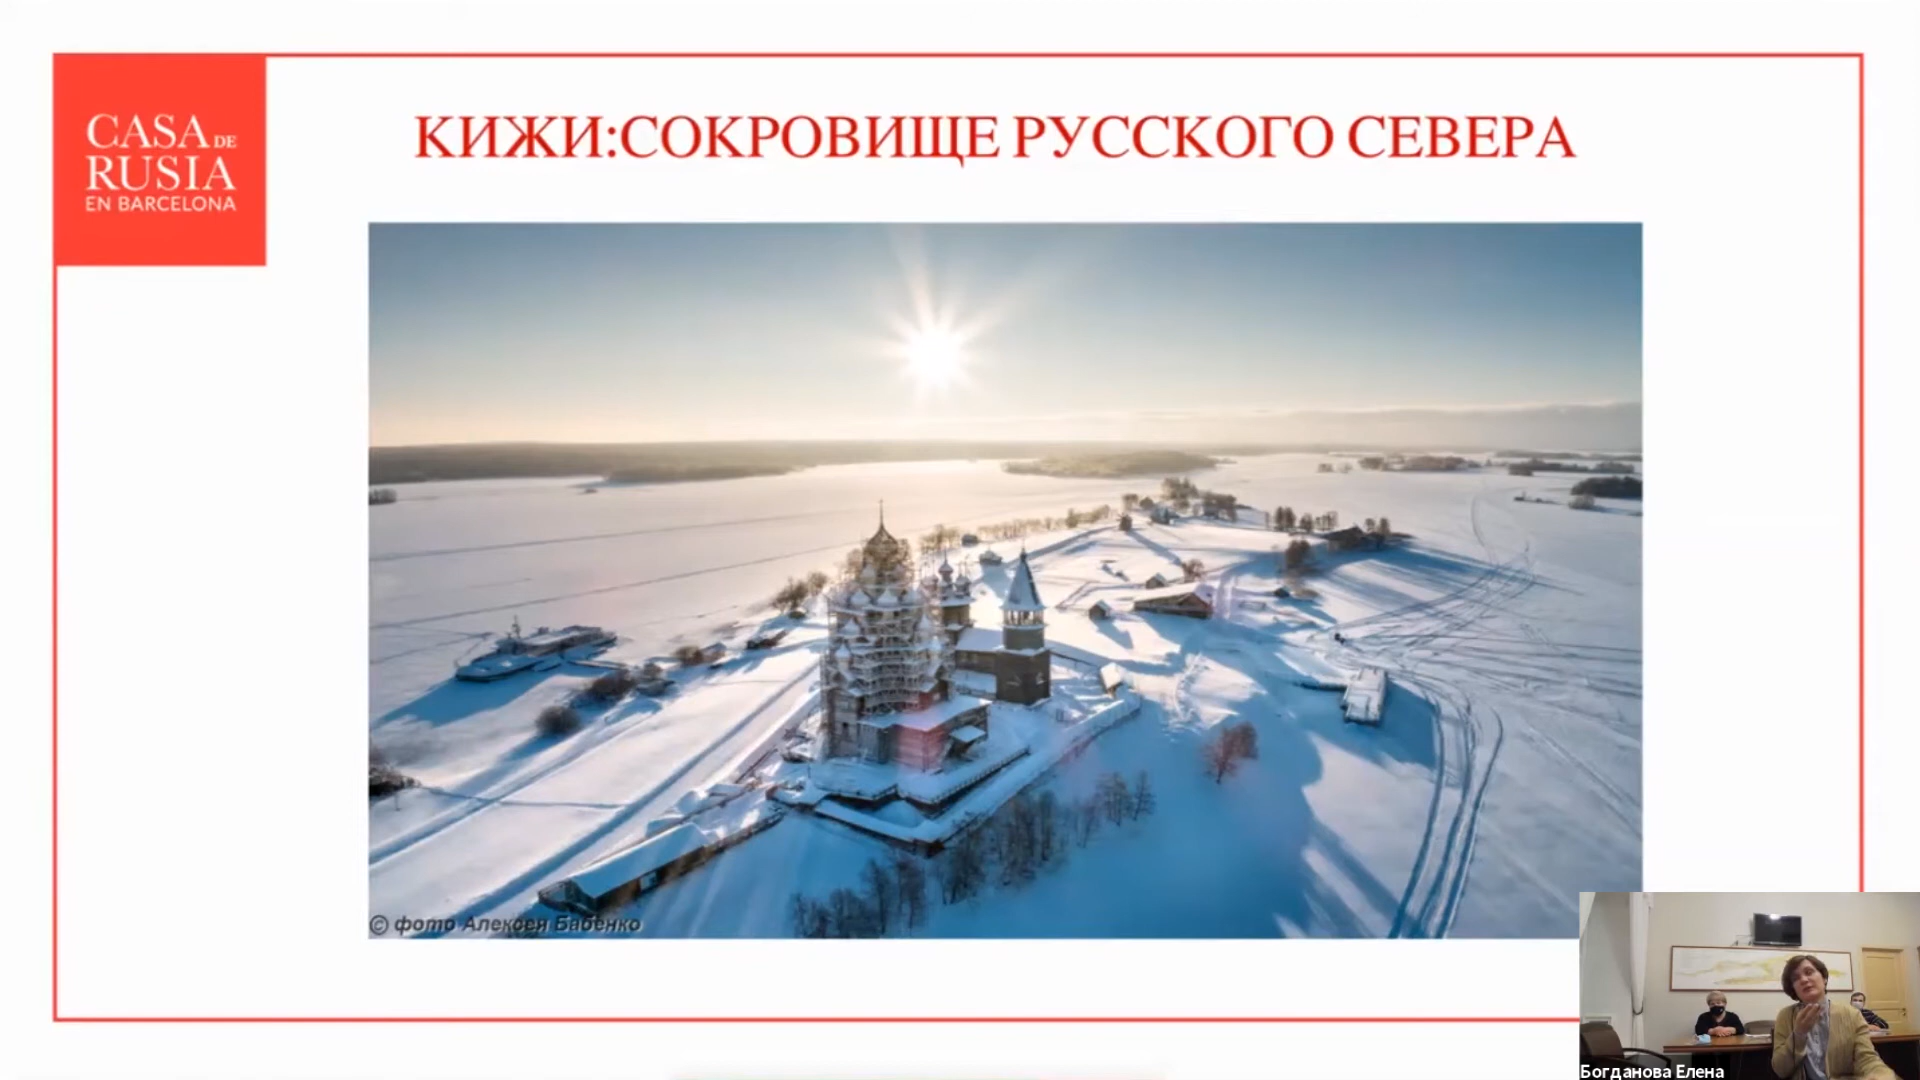 CASA DE
RUSIA
EN BARCELONA
КИЖИ:СОКРОВИЩЕ РУССКОГО СЕВЕРА
© фото Алексея Бабенко
Богданова Елена